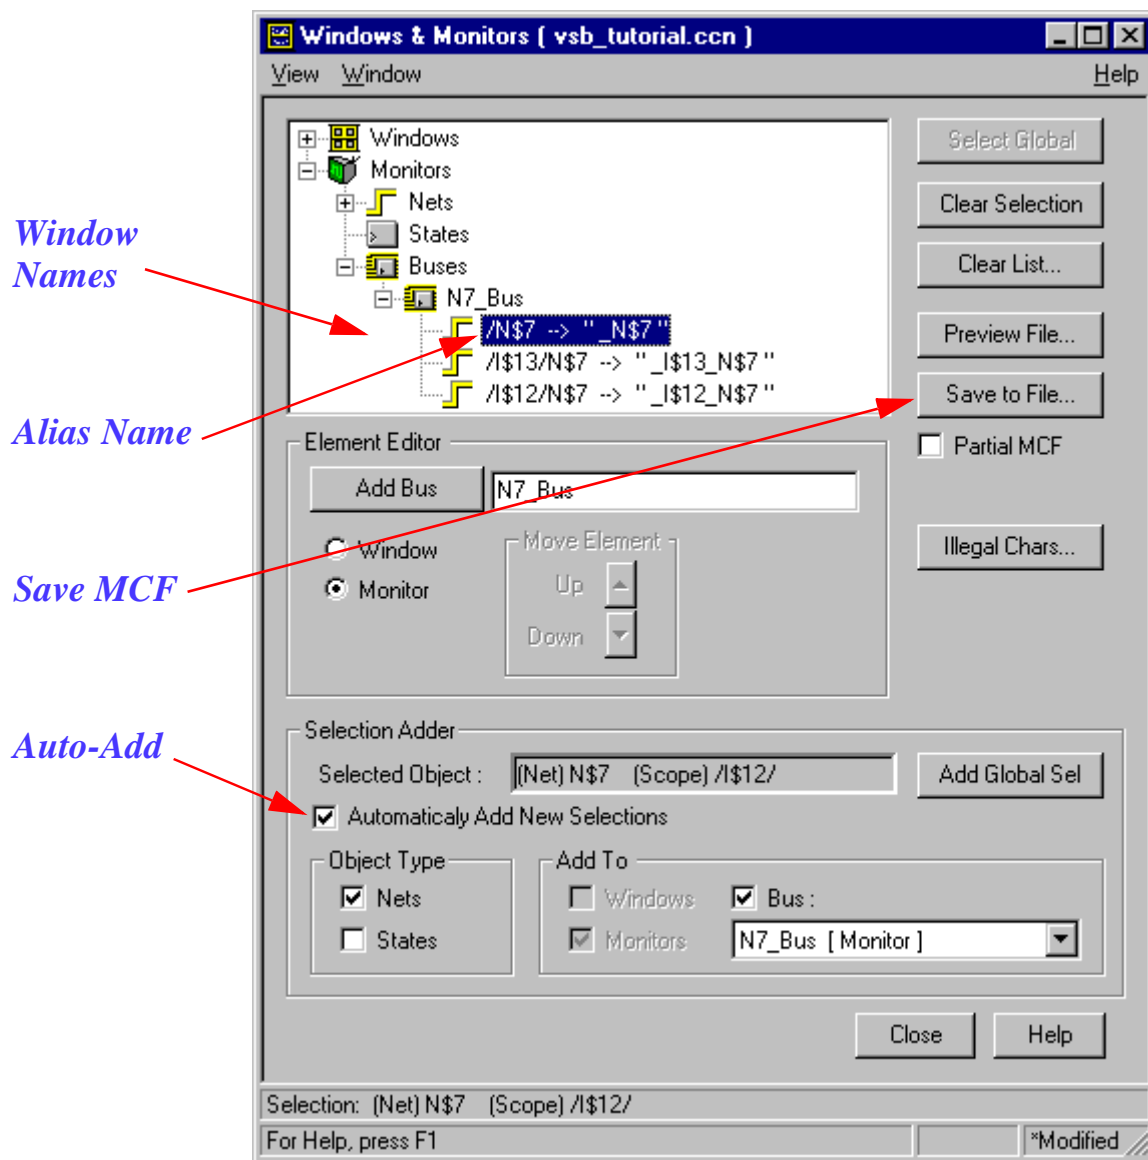 Windows & Monitors ( vsb_tutorial.ccn )
View Window Help
Windows
Monitors
Nets
States
Buses
N7_Bus
/N$7 --> "_N$7 "
/I$13/N$7 --> "_I$13_N$7 "
/I$12/N$7 --> "_I$12_N$7 "
Select Global
Clear Selection
Clear List...
Preview File...
Save to File...
Partial MCF
Illegal Chars...
Window
Names
Alias Name
Save MCF
Auto-Add
Element Editor
Add Bus N7_Bus
Window
Monitor
Move Element
Up
Down
Selection Adder
Selected Object : (Net) N$7 (Scope) /I$12/
Add Global Sel
Automaticaly Add New Selections
Object Type
Nets
States
Add To
Windows Bus :
Monitors N7_Bus [ Monitor ]
Close Help
Selection: (Net) N$7 (Scope) /I$12/
For Help, press F1 *Modified